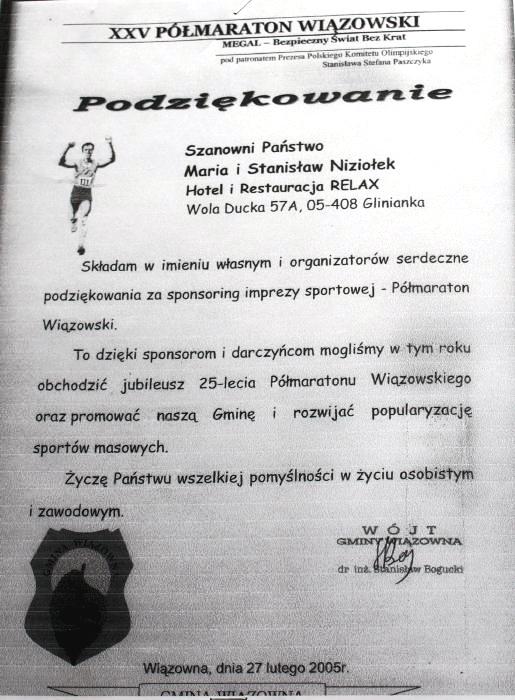 XXV PÓŁMARATON WIĄZOWSKI
MEGAL – Bezpieczny Świat Bez Krat
pod patronatem Prezesa Polskiego Komitetu Olimpijskiego
Stanisława Stefana Paszczyka
Podziękowanie
Szanowni Państwo
Maria i Stanisław Niziołek
Hotel i Restauracja RELAX
Wola Ducka 57A, 05-408 Glinianka
Składam w imieniu własnym i organizatorów serdeczne
podziękowania za sponsoring imprezy sportowej - Półmaraton
Wiązowski.
To dzięki sponsorom i darczyńcom mogliśmy w tym roku
obchodzić jubileusz 25-lecia Półmaratonu Wiązowskiego
oraz promować naszą Gminę i rozwijać popularyzację
sportów masowych.
Życzę Państwu wszelkiej pomyślności w życiu osobistym
i zawodowym.
WÓJT
GMINY WIĄZOWNA
dr inż. Stanisław Bogucki
GMINA WIĄZOWNA
Wiązowna, dnia 27 lutego 2005r.
GMINA WIĄZOWNA